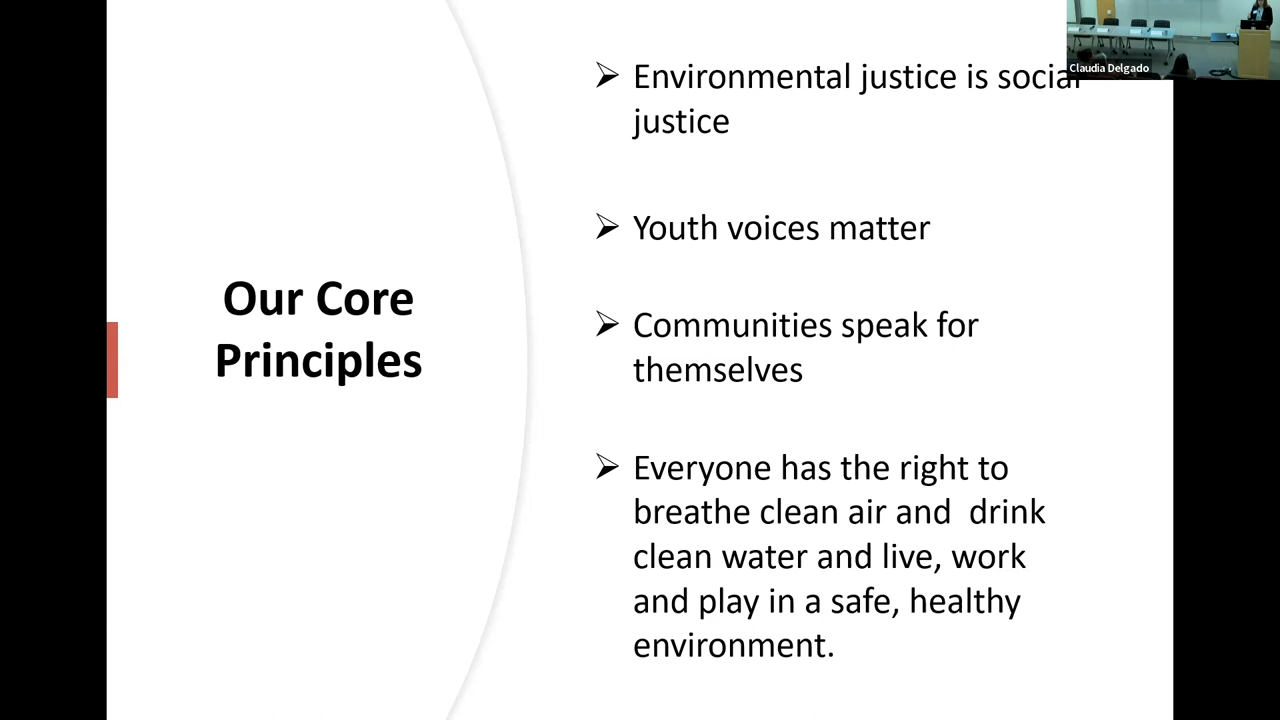 Our Core
Principles
➢ Environmental justice is social
justice
➢ Youth voices matter
➢ Communities speak for
themselves
➢ Everyone has the right to
breathe clean air and  drink
clean water and live, work
and play in a safe, healthy
environment.
Claudia Delgado